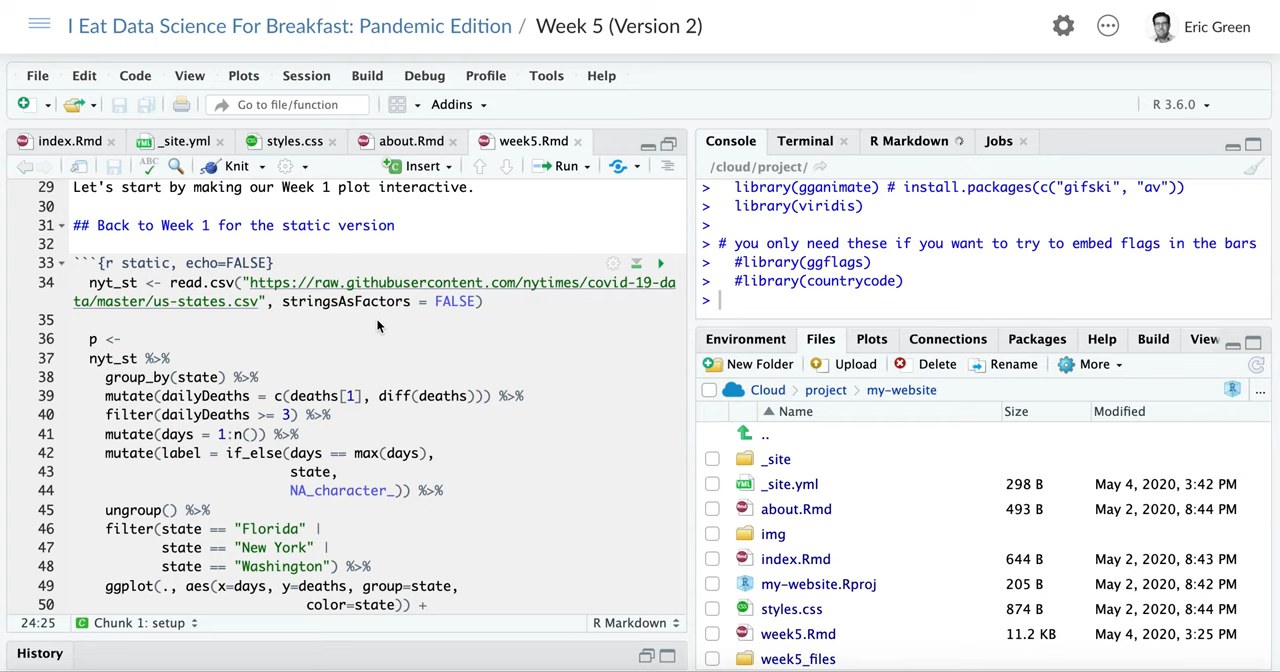 I Eat Data Science For Breakfast: Pandemic Edition / Week 5 (Version 2)
Eric Green
File Edit Code View Plots Session Build Debug Profile Tools Help
Go to file/function
Addins
R 3.6.0
index.Rmd
_site.yml
styles.css
about.Rmd
week5.Rmd
ABC
Knit
Insert
Run
29 Let's start by making our Week 1 plot interactive.
30
31 ## Back to Week 1 for the static version
32
33 ```{r static, echo=FALSE}
34 nyt_st <- read.csv("https://raw.githubusercontent.com/nytimes/covid-19-da
ta/master/us-states.csv", stringsAsFactors = FALSE)
35
36 p <-
37 nyt_st %>%
38 group_by(state) %>%
39 mutate(dailyDeaths = c(deaths[1], diff(deaths))) %>%
40 filter(dailyDeaths >= 3) %>%
41 mutate(days = 1:n()) %>%
42 mutate(label = if_else(days == max(days),
43 state,
44 NA_character_)) %>%
45 ungroup() %>%
46 filter(state == "Florida" |
47 state == "New York" |
48 state == "Washington") %>%
49 ggplot(., aes(x=days, y=deaths, group=state,
50 color=state)) +
24:25 Chunk 1: setup
R Markdown
History
Console Terminal R Markdown Jobs
/cloud/project/
> library(gganimate) # install.packages(c("gifski", "av"))
> library(viridis)
>
> # you only need these if you want to try to embed flags in the bars
> #library(ggflags)
> #library(countrycode)
>
Environment Files Plots Connections Packages Help Build View
New Folder Upload Delete Rename More
Cloud project my-website
...
Name Size Modified
..
_site
_site.yml 298 B May 4, 2020, 3:42 PM
about.Rmd 493 B May 2, 2020, 8:44 PM
img
index.Rmd 644 B May 2, 2020, 8:43 PM
my-website.Rproj 205 B May 2, 2020, 8:42 PM
styles.css 874 B May 2, 2020, 8:44 PM
week5.Rmd 11.2 KB May 4, 2020, 3:25 PM
week5_files